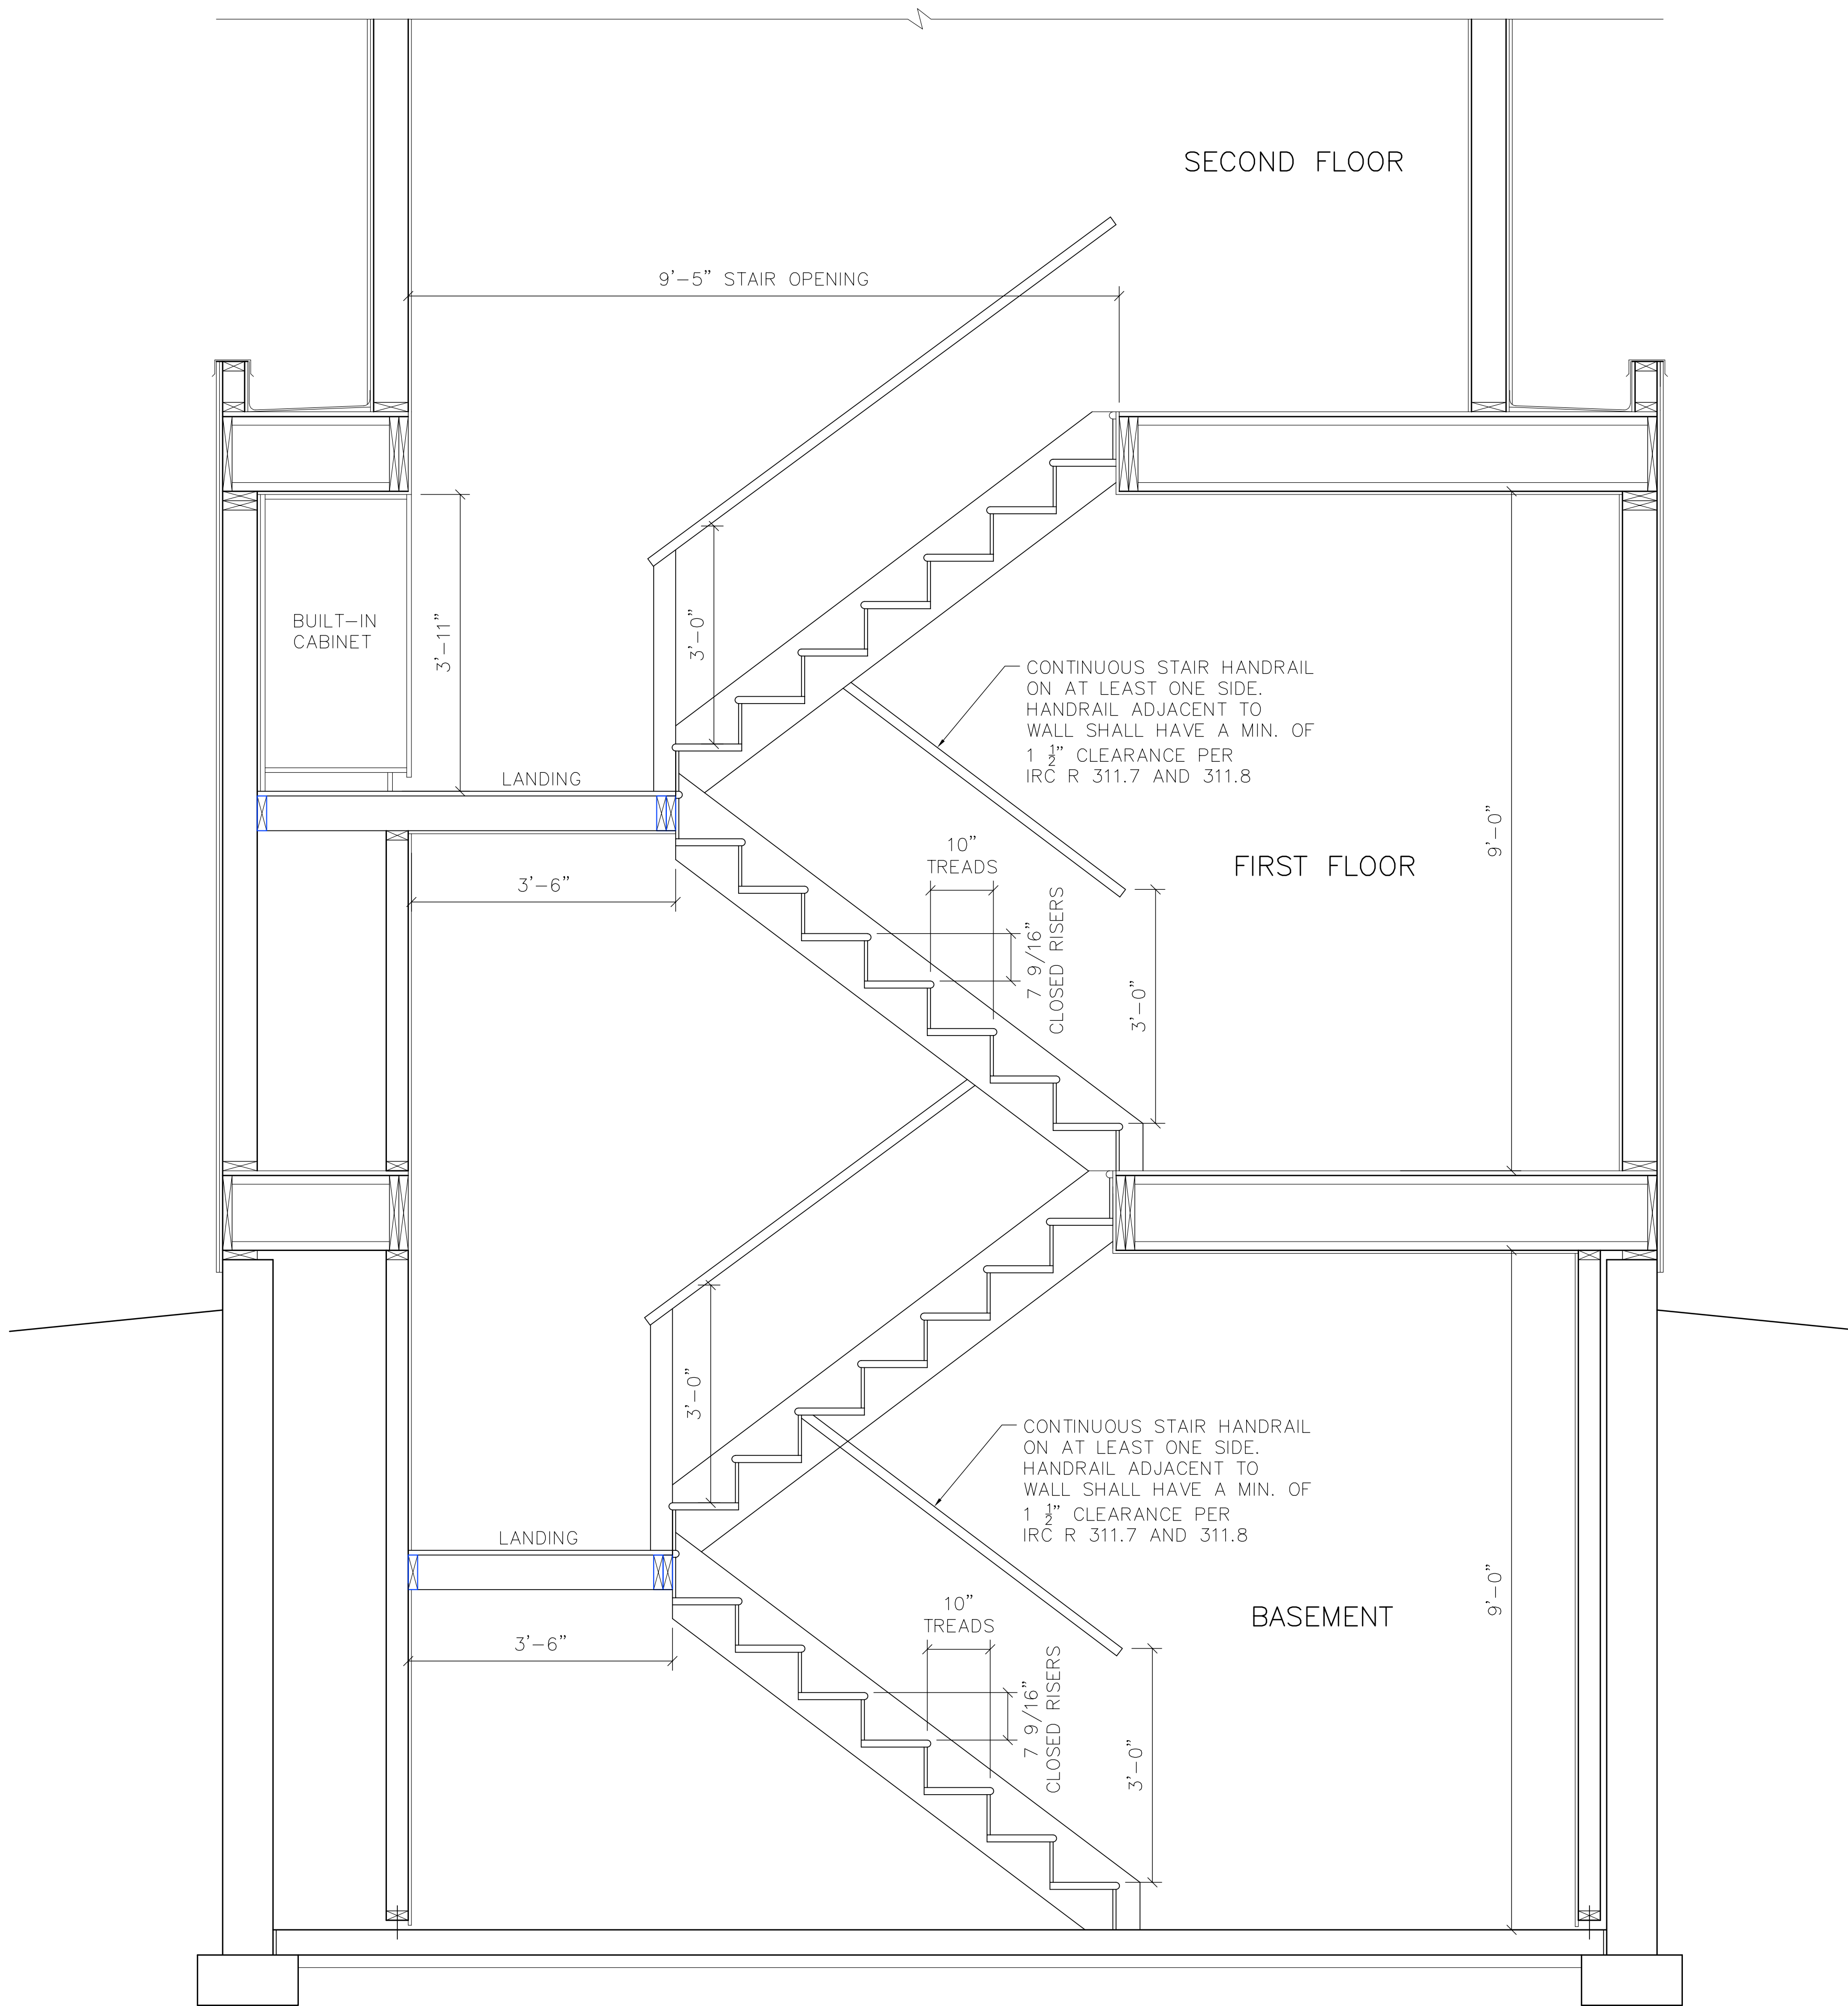 SECOND FLOOR
9'-5" STAIR OPENING
BUILT-IN
CABINET
3'-11"
3'-0"
CONTINUOUS STAIR HANDRAIL
ON AT LEAST ONE SIDE.
HANDRAIL ADJACENT TO
WALL SHALL HAVE A MIN. OF
1 1/2" CLEARANCE PER
IRC R 311.7 AND 311.8
LANDING
3'-6"
10"
TREADS
7 9/16"
CLOSED RISERS
FIRST FLOOR
9'-0"
3'-0"
3'-0"
CONTINUOUS STAIR HANDRAIL
ON AT LEAST ONE SIDE.
HANDRAIL ADJACENT TO
WALL SHALL HAVE A MIN. OF
1 1/2" CLEARANCE PER
IRC R 311.7 AND 311.8
LANDING
3'-6"
10"
TREADS
7 9/16"
CLOSED RISERS
BASEMENT
9'-0"
3'-0"